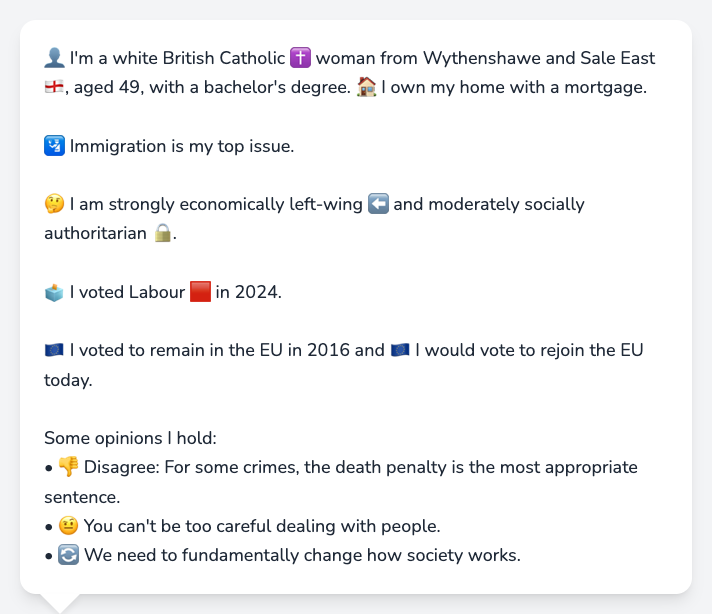 👤 I'm a white British Catholic ✝️ woman from Wythenshawe and Sale East
🏴󠁧󠁢󠁥󠁮󠁧󠁿, aged 49, with a bachelor's degree. 🏠 I own my home with a mortgage.
🛂 Immigration is my top issue.
🤔 I am strongly economically left-wing ⬅️ and moderately socially
authoritarian 🔒.
🗳️ I voted Labour 🟥 in 2024.
🇪🇺 I voted to remain in the EU in 2016 and 🇪🇺 I would vote to rejoin the EU
today.
Some opinions I hold:
• 👎 Disagree: For some crimes, the death penalty is the most appropriate
sentence.
• 🤨 You can't be too careful dealing with people.
• 🔄 We need to fundamentally change how society works.